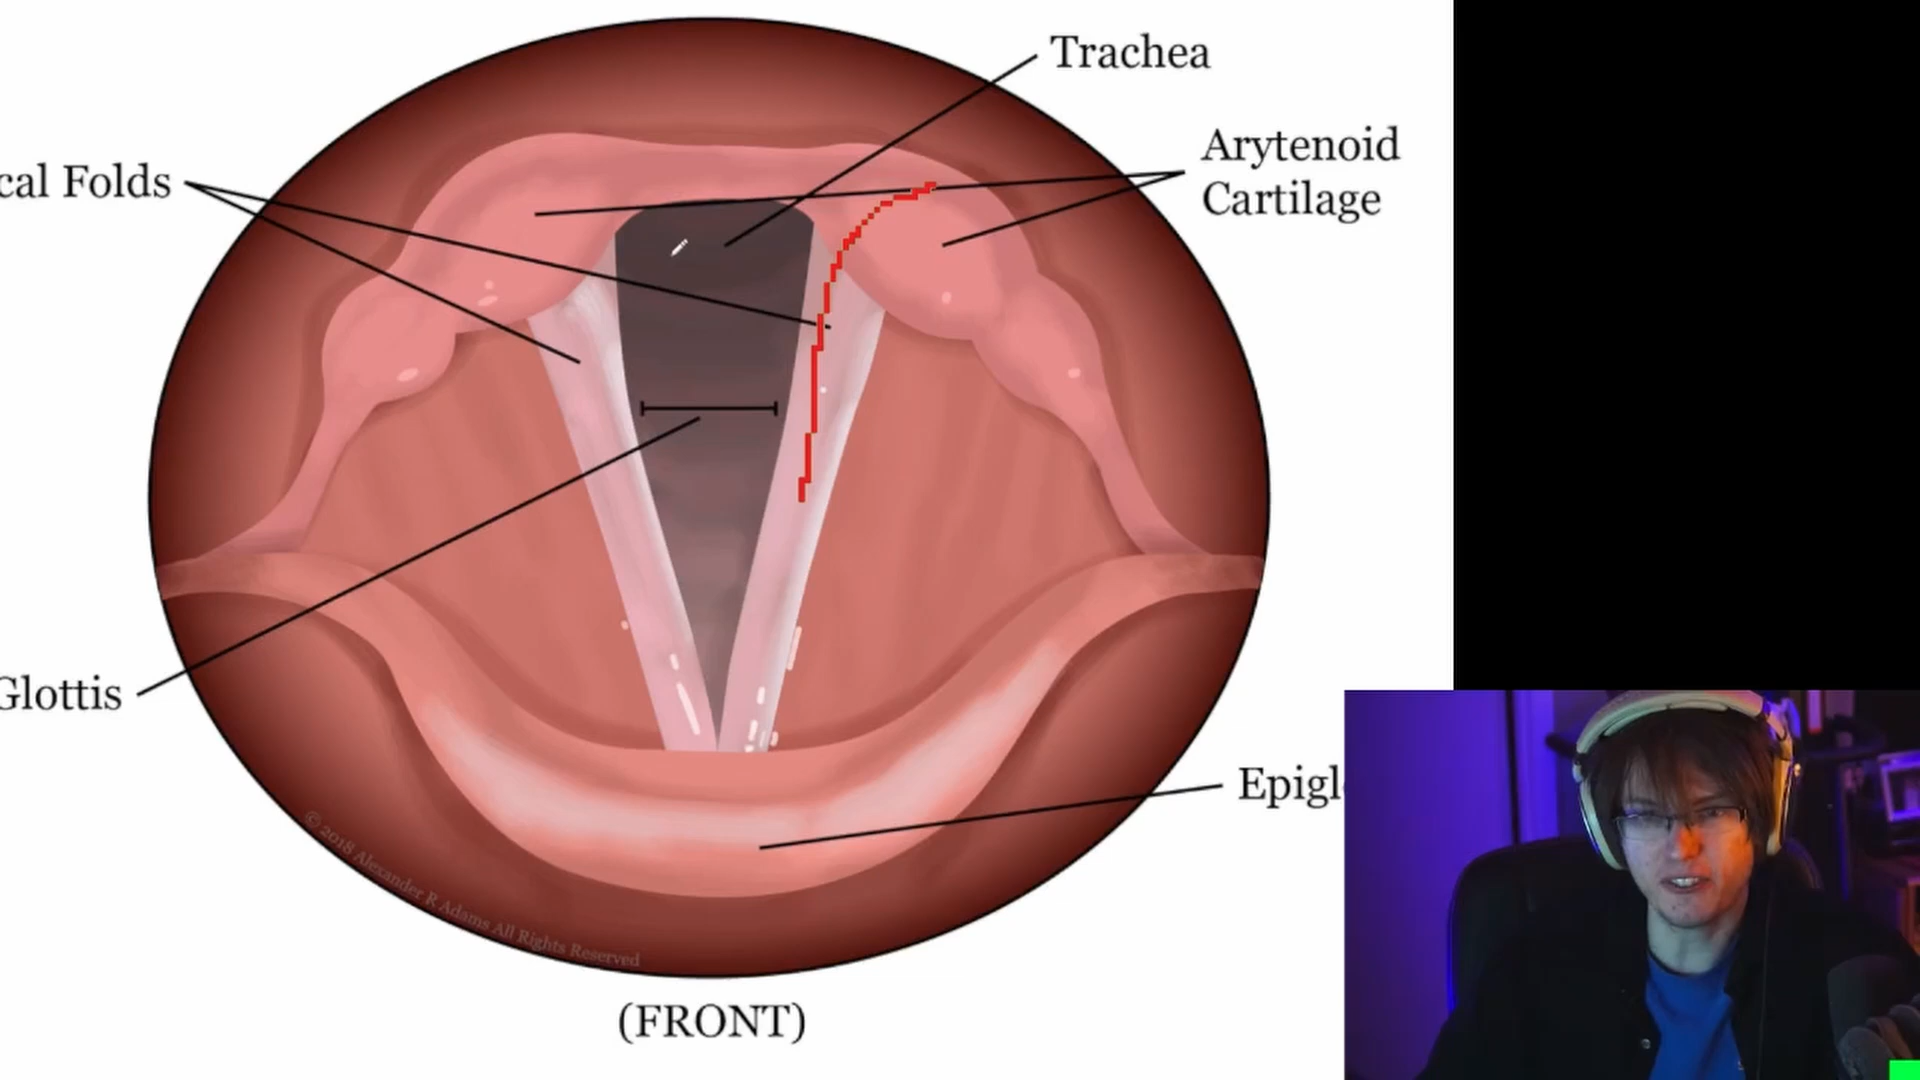 Trachea
Arytenoid
Cartilage
cal Folds
Glottis
Epigl
© 2018 Alexander R Adams All Rights Reserved
(FRONT)